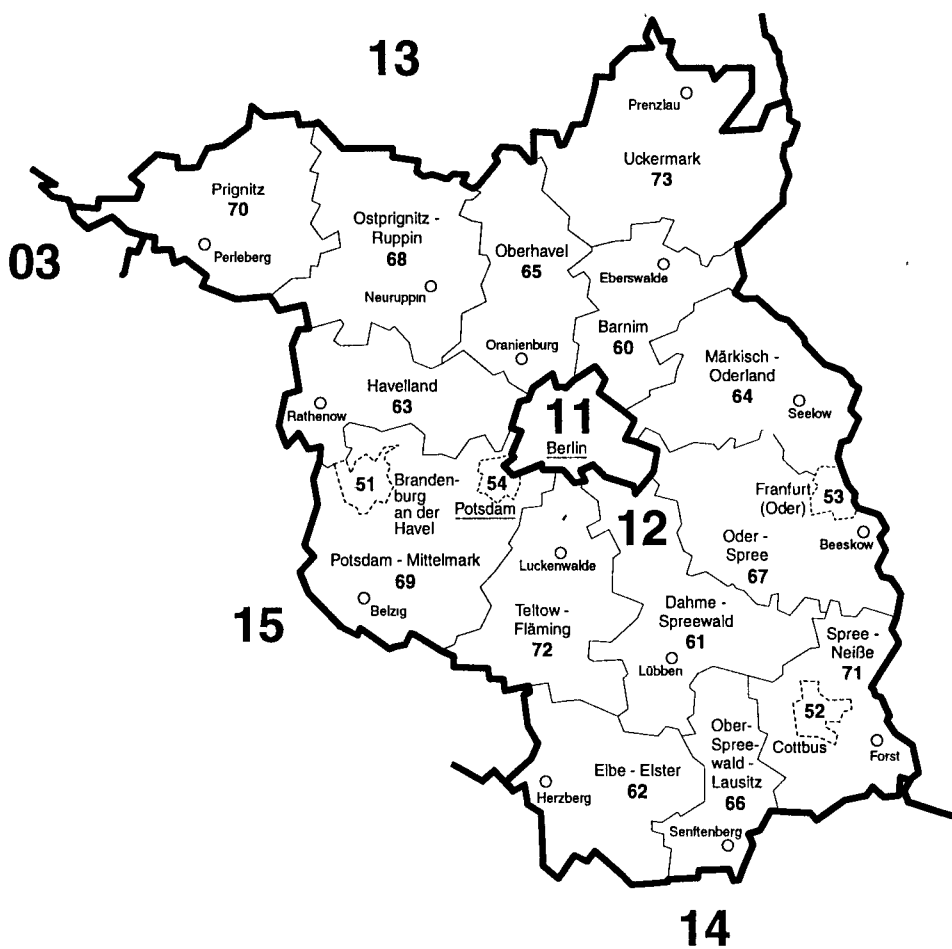 13
Prenzlau
Uckermark
73
Prignitz
70
Perleberg
Ostprignitz -
Ruppin
68
Neuruppin
Oberhavel
65
Oranienburg
03
Eberswalde
Barnim
60
Märkisch -
Oderland
64
Seelow
Havelland
63
Rathenow
11
Berlin
51
Branden-
burg
an der
Havel
54
Potsdam
12
Franfurt
(Oder)
53
Beeskow
Oder -
Spree
67
Potsdam - Mittelmark
69
Belzig
15
Luckenwalde
Teltow -
Fläming
72
Dahme -
Spreewald
61
Lübben
Spree -
Neiße
71
52
Cottbus
Forst
Ober-
Spree-
wald -
Lausitz
66
Senftenberg
Elbe - Elster
62
Herzberg
14